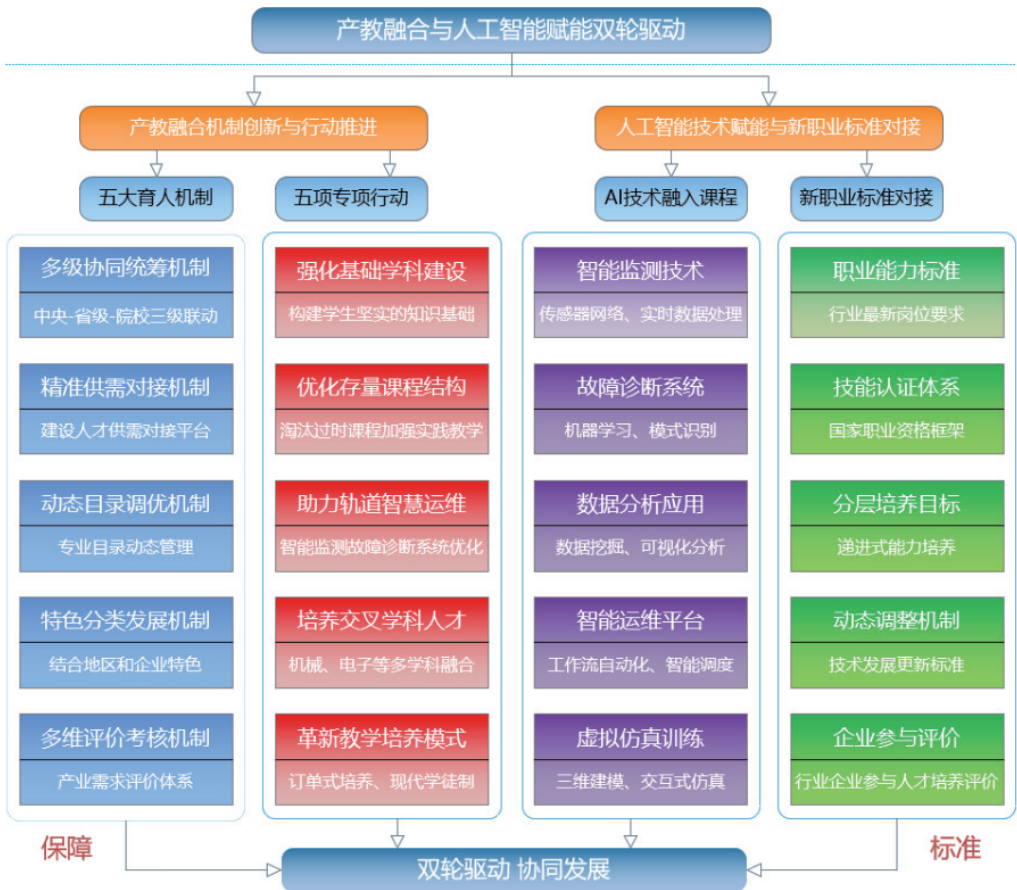 产教融合与人工智能赋能双轮驱动
产教融合机制创新与行动推进
人工智能技术赋能与新职业标准对接
五大育人机制
五项专项行动
AI技术融入课程
新职业标准对接
多级协同统筹机制
中央-省级-院校三级联动
精准供需对接机制
建设人才供需对接平台
动态目录调优机制
专业目录动态管理
特色分类发展机制
结合地区和企业特色
多维评价考核机制
产业需求评价体系
强化基础学科建设
构建学生坚实的知识基础
优化存量课程结构
淘汰过时课程加强实践教学
助力轨道智慧运维
智能监测故障诊断系统优化
培养交叉学科人才
机械、电子等多学科融合
革新教学培养模式
订单式培养、现代学徒制
智能监测技术
传感器网络、实时数据处理
故障诊断系统
机器学习、模式识别
数据分析应用
数据挖掘、可视化分析
智能运维平台
工作流自动化、智能调度
虚拟仿真训练
三维建模、交互式仿真
职业能力标准
行业最新岗位要求
技能认证体系
国家职业资格框架
分层培养目标
递进式能力培养
动态调整机制
技术发展更新标准
企业参与评价
行业企业参与人才培养评价
保障
标准
双轮驱动 协同发展